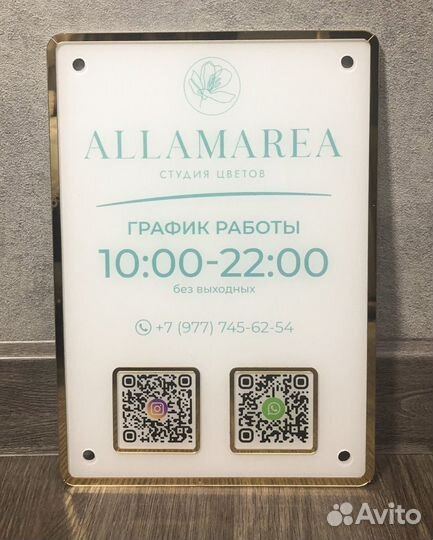 ALLAMAREA
СТУДИЯ ЦВЕТОВ
ГРАФИК РАБОТЫ
10:00-22:00
без выходных
+7 (977) 745-62-54
Avito